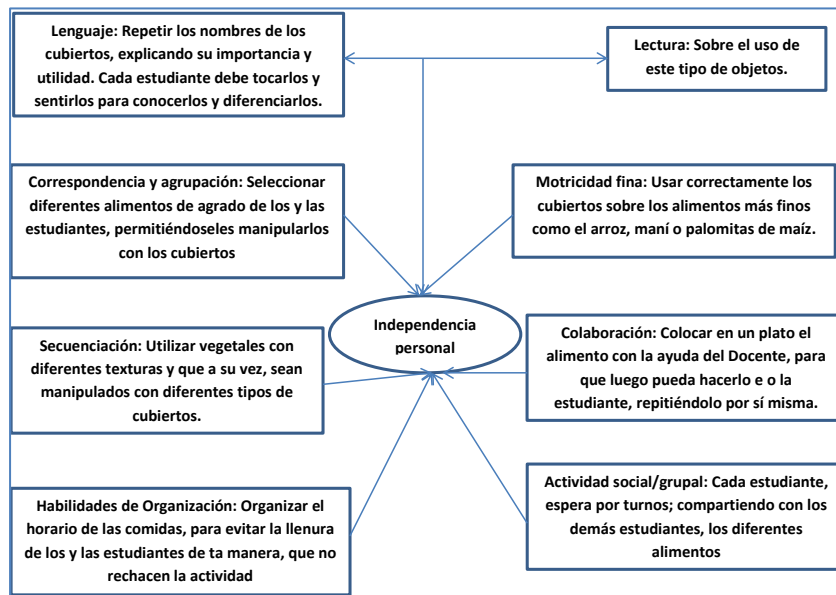 Lenguaje: Repetir los nombres de los
cubiertos, explicando su importancia y
utilidad. Cada estudiante debe tocarlos y
sentirlos para conocerlos y diferenciarlos.
Lectura: Sobre el uso de
este tipo de objetos.
Correspondencia y agrupación: Seleccionar
diferentes alimentos de agrado de los y las
estudiantes, permitiéndoseles manipularlos
con los cubiertos
Motricidad fina: Usar correctamente los
cubiertos sobre los alimentos más finos
como el arroz, maní o palomitas de maíz.
Independencia
personal
Secuenciación: Utilizar vegetales con
diferentes texturas y que a su vez, sean
manipulados con diferentes tipos de
cubiertos.
Colaboración: Colocar en un plato el
alimento con la ayuda del Docente, para
que luego pueda hacerlo e o la
estudiante, repitiéndolo por sí misma.
Habilidades de Organización: Organizar el
horario de las comidas, para evitar la llenura
de los y las estudiantes de ta manera, que no
rechacen la actividad
Actividad social/grupal: Cada estudiante,
espera por turnos; compartiendo con los
demás estudiantes, los diferentes
alimentos